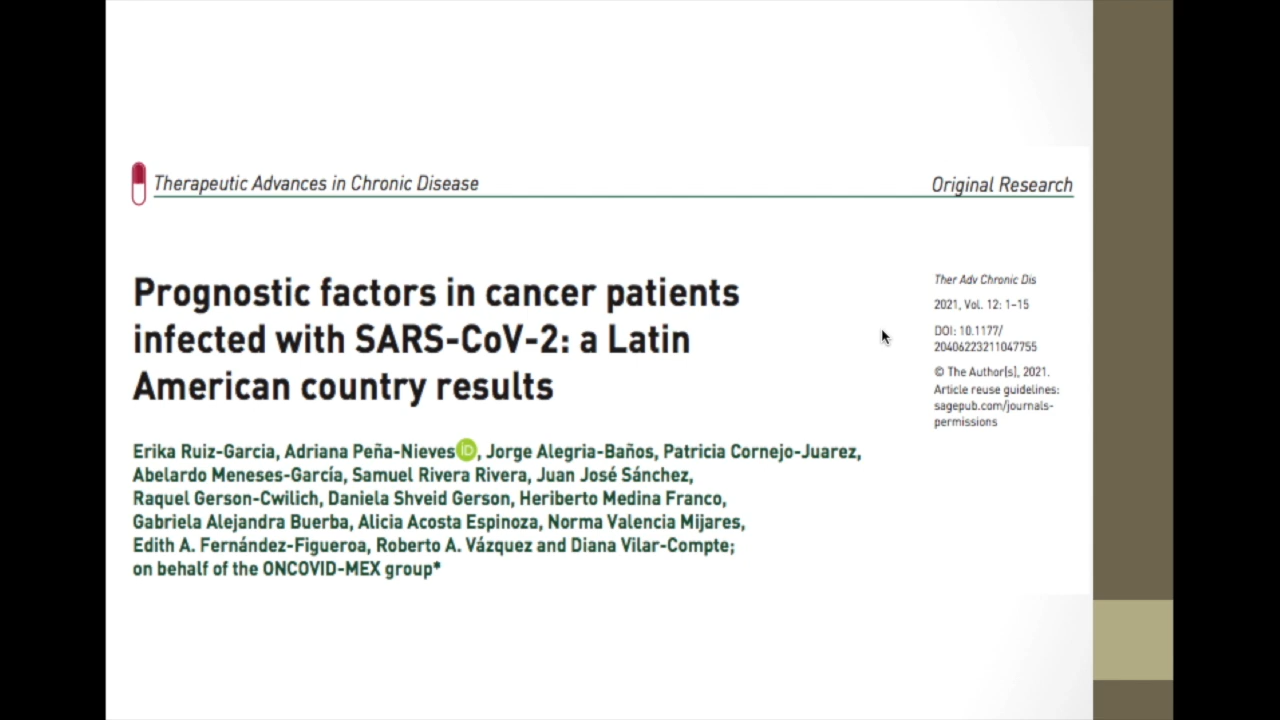 Therapeutic Advances in Chronic Disease
Original Research
Prognostic factors in cancer patients
infected with SARS-CoV-2: a Latin
American country results
Erika Ruiz-Garcia, Adriana Peña-Nieves iD, Jorge Alegria-Baños, Patricia Cornejo-Juarez,
Abelardo Meneses-García, Samuel Rivera Rivera, Juan José Sánchez,
Raquel Gerson-Cwilich, Daniela Shveid Gerson, Heriberto Medina Franco,
Gabriela Alejandra Buerba, Alicia Acosta Espinoza, Norma Valencia Mijares,
Edith A. Fernández-Figueroa, Roberto A. Vázquez and Diana Vilar-Compte;
on behalf of the ONCOVID-MEX group*
Ther Adv Chronic Dis
2021, Vol. 12: 1–15
DOI: 10.1177/
20406223211047755
© The Author(s), 2021.
Article reuse guidelines:
sagepub.com/journals-
permissions